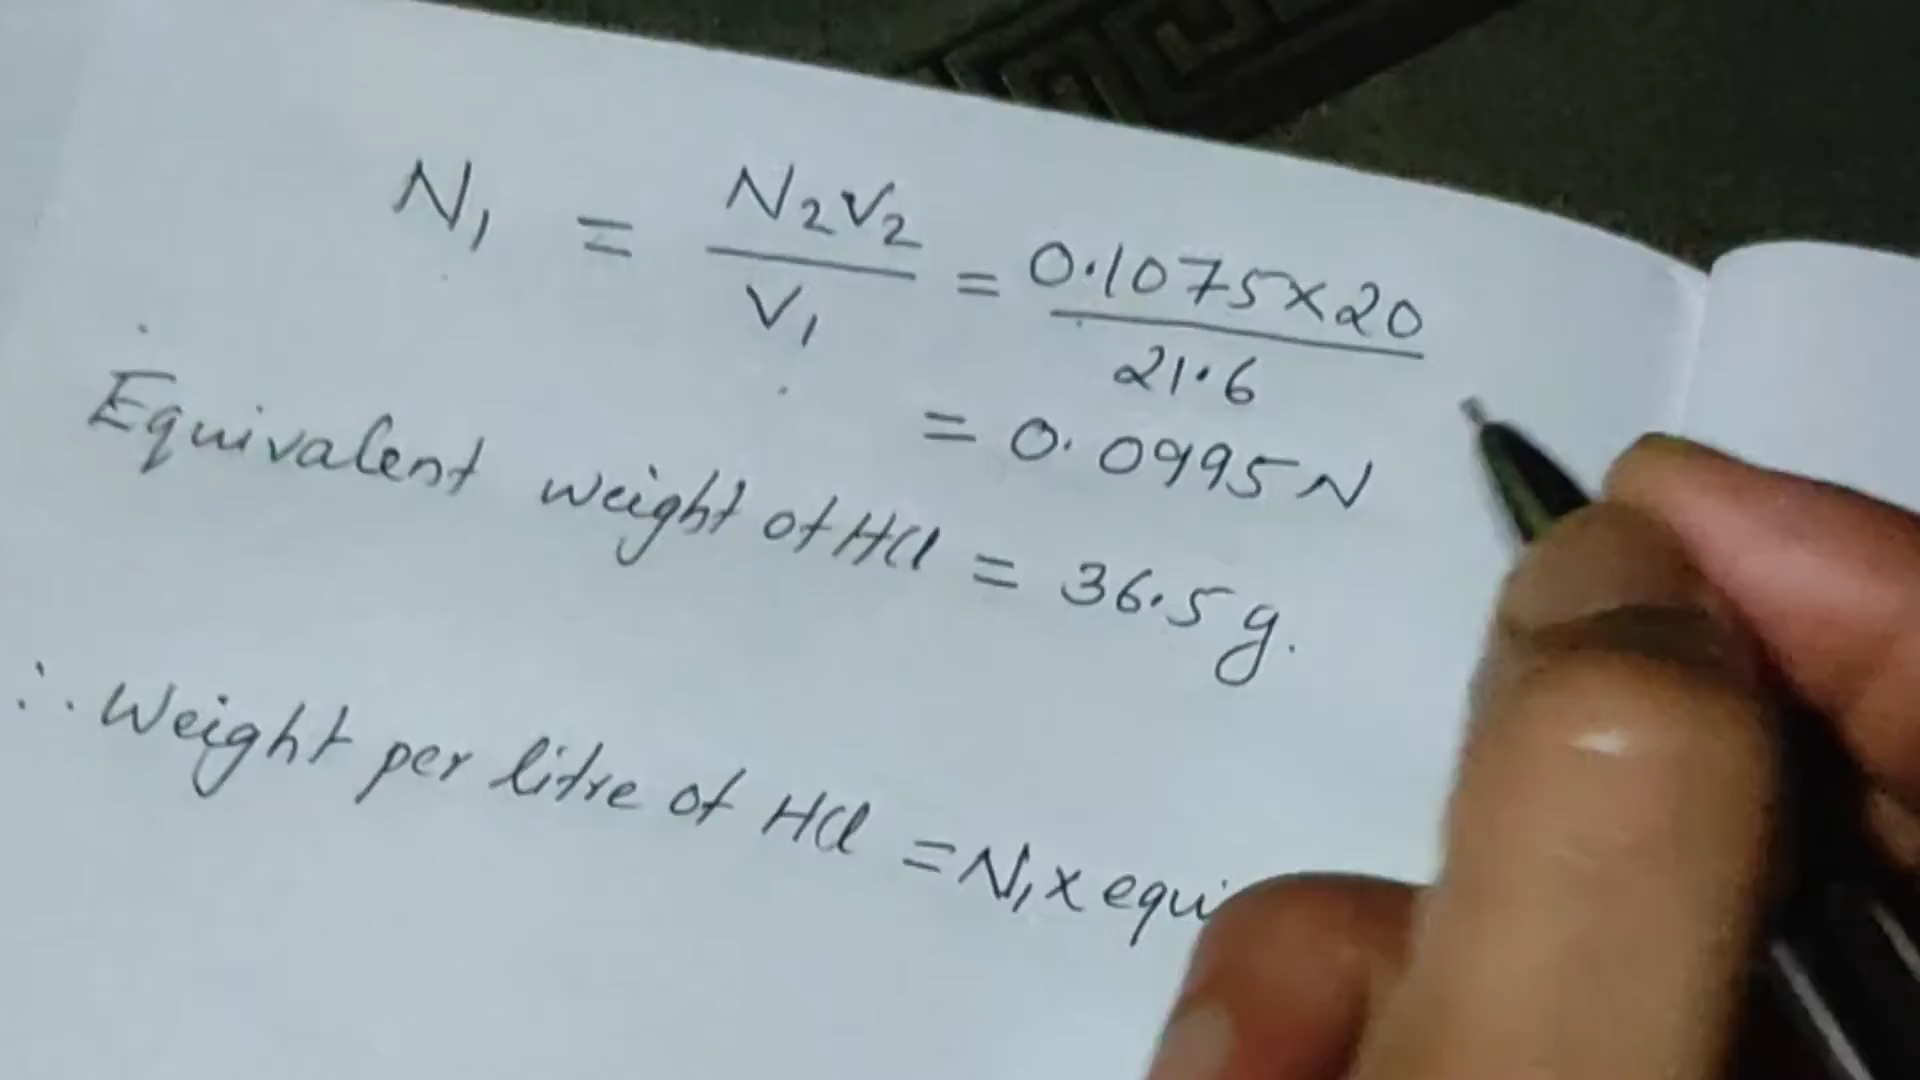 N₁ = N₂V₂ / V₁ = 0.1075 × 20 / 21.6
= 0.0995 N
Equivalent weight of HCl = 36.5 g.
∴ Weight per litre of HCl = N₁ × equi